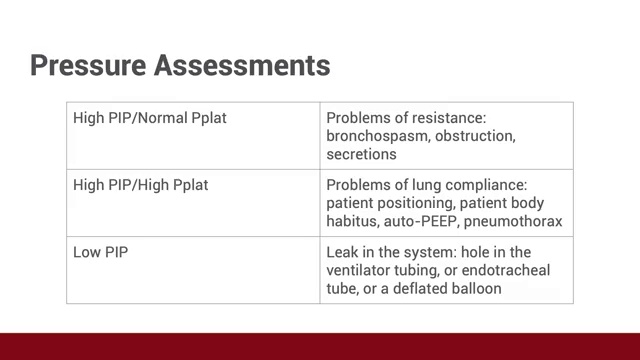 Pressure Assessments
High PIP/Normal Pplat
Problems of resistance:
bronchospasm, obstruction,
secretions
High PIP/High Pplat
Problems of lung compliance:
patient positioning, patient body
habitus, auto-PEEP, pneumothorax
Low PIP
Leak in the system: hole in the
ventilator tubing, or endotracheal
tube, or a deflated balloon